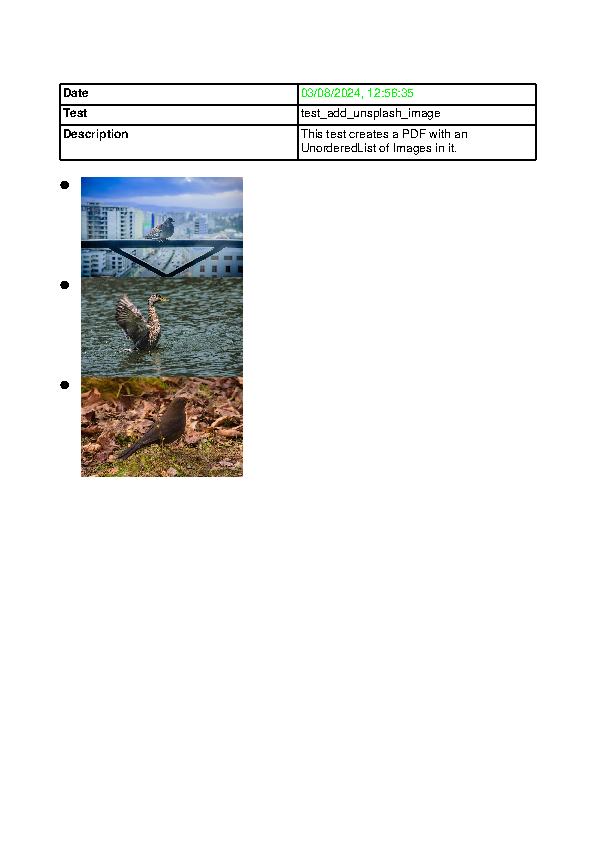 Date 03/08/2024, 12:56:35
Test test_add_unsplash_image
Description This test creates a PDF with an
UnorderedList of Images in it.